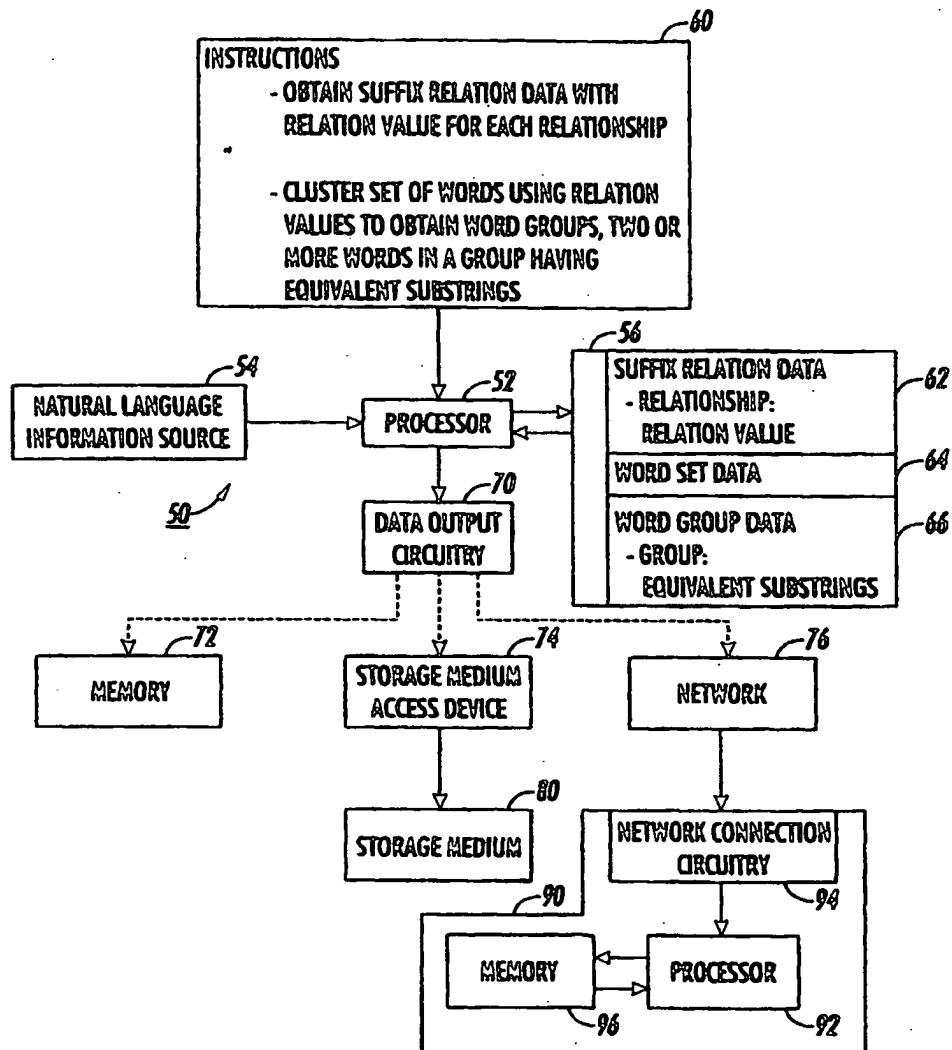 60
INSTRUCTIONS
- OBTAIN SUFFIX RELATION DATA WITH
RELATION VALUE FOR EACH RELATIONSHIP
- CLUSTER SET OF WORDS USING RELATION
VALUES TO OBTAIN WORD GROUPS, TWO OR
MORE WORDS IN A GROUP HAVING
EQUIVALENT SUBSTRINGS
54
NATURAL LANGUAGE
INFORMATION SOURCE
50
52
PROCESSOR
56
SUFFIX RELATION DATA
- RELATIONSHIP:
RELATION VALUE
62
WORD SET DATA
64
WORD GROUP DATA
- GROUP:
EQUIVALENT SUBSTRINGS
66
70
DATA OUTPUT
CIRCUITRY
72
MEMORY
74
STORAGE MEDIUM
ACCESS DEVICE
76
NETWORK
80
STORAGE MEDIUM
NETWORK CONNECTION
CIRCUITRY
94
90
MEMORY
96
PROCESSOR
92